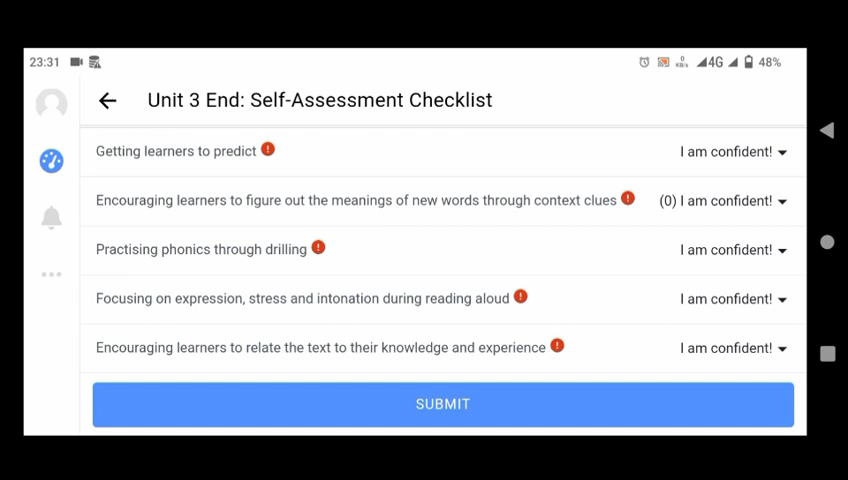 23:31 0 KB/s 4G 48%
Unit 3 End: Self-Assessment Checklist
Getting learners to predict ! I am confident!
Encouraging learners to figure out the meanings of new words through context clues ! (0) I am confident!
Practising phonics through drilling ! I am confident!
Focusing on expression, stress and intonation during reading aloud ! I am confident!
Encouraging learners to relate the text to their knowledge and experience ! I am confident!
SUBMIT